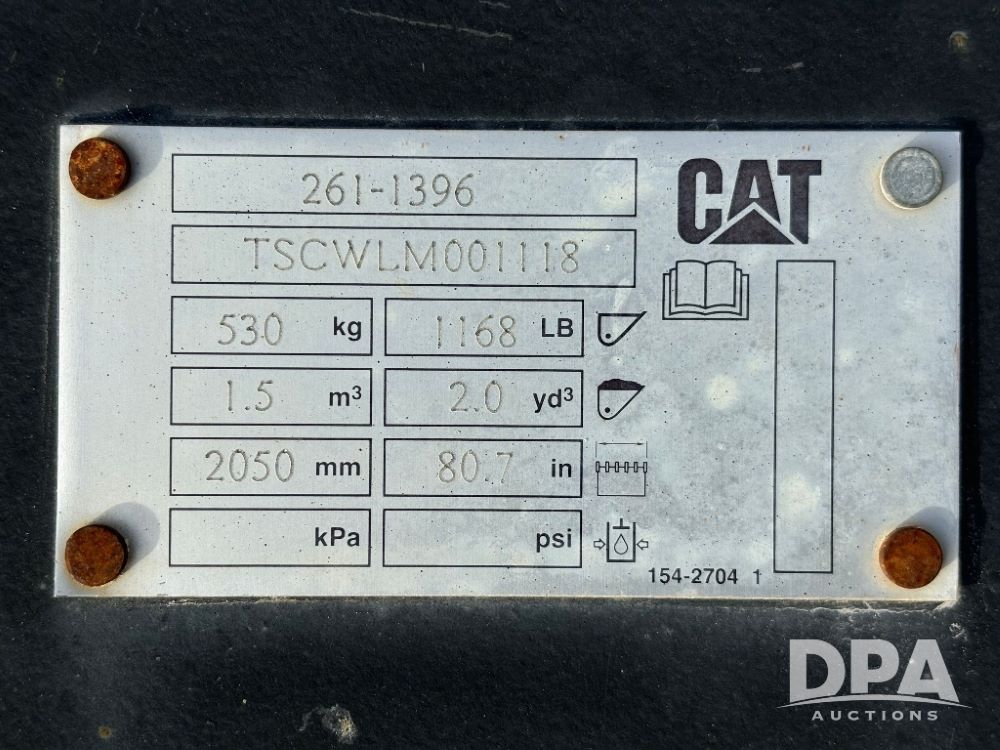 261-1396
CAT
TSCWLM001118
530 kg 1168 LB
1.5 m³ 2.0 yd³
2050 mm 80.7 in
kPa psi
154-2704 1
DPA
AUCTIONS